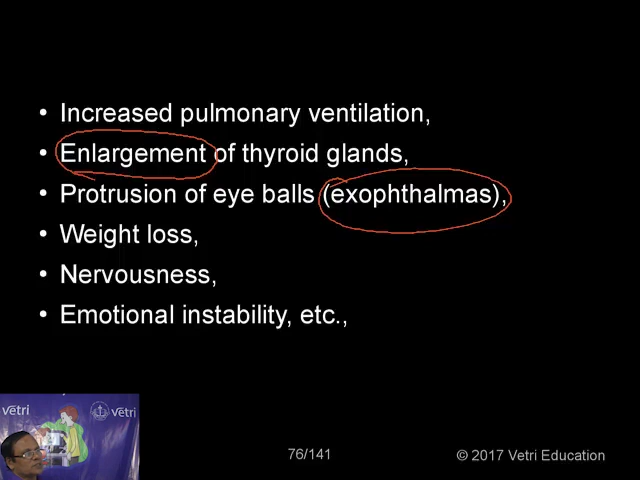 • Increased pulmonary ventilation,
• Enlargement of thyroid glands,
• Protrusion of eye balls (exophthalmas),
• Weight loss,
• Nervousness,
• Emotional instability, etc.,
vetri
vetri
76/141
© 2017 Vetri Education